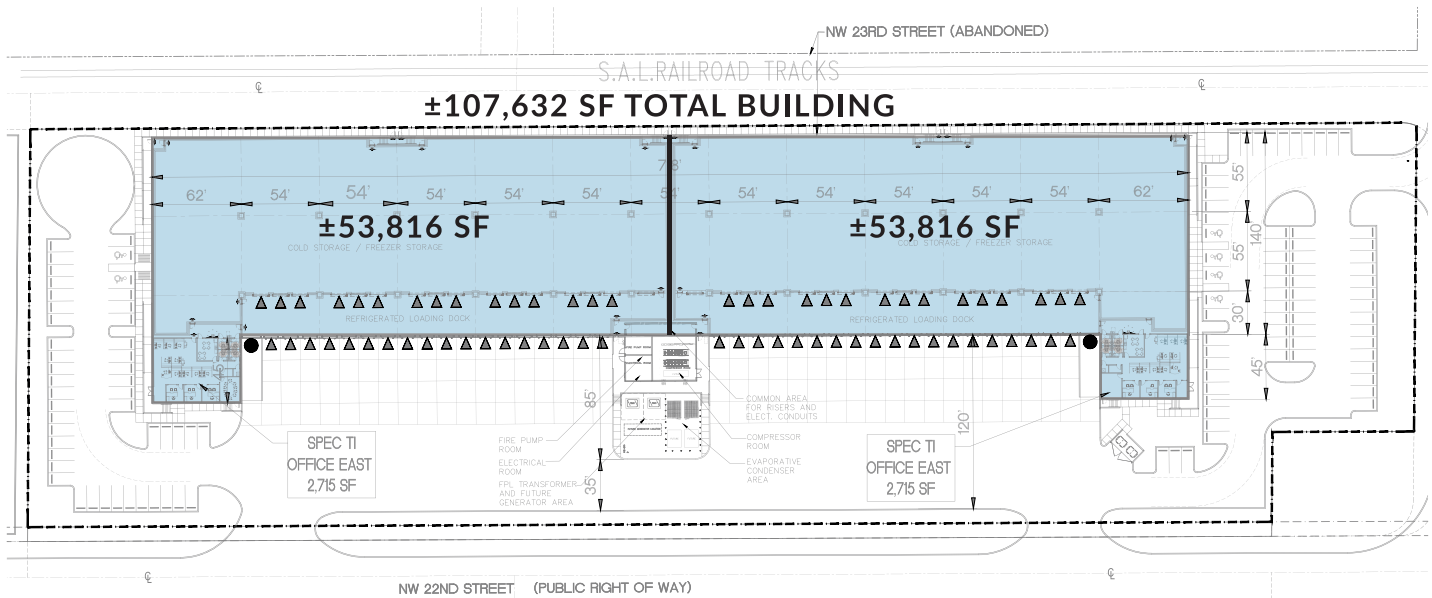 NW 23RD STREET (ABANDONED)
S.A.L.RAILROAD TRACKS
±107,632 SF TOTAL BUILDING
62' 54' 54' 54' 54' 54' 54' 54' 54' 54' 54' 62'
±53,816 SF
±53,816 SF
COLD STORAGE / FREEZER STORAGE
COLD STORAGE / FREEZER STORAGE
55'
140'
55'
30'
45'
REFRIGERATED LOADING DOCK
REFRIGERATED LOADING DOCK
85'
35'
120'
COMMON AREA
FOR RISERS AND
ELECT. CONDUITS
COMPRESSOR
ROOM
EVAPORATIVE
CONDENSER
AREA
FIRE PUMP
ROOM
ELECTRICAL
ROOM
FPL TRANSFORMER
AND FUTURE
GENERATOR AREA
SPEC TI
OFFICE EAST
2,715 SF
SPEC TI
OFFICE EAST
2,715 SF
NW 22ND STREET (PUBLIC RIGHT OF WAY)